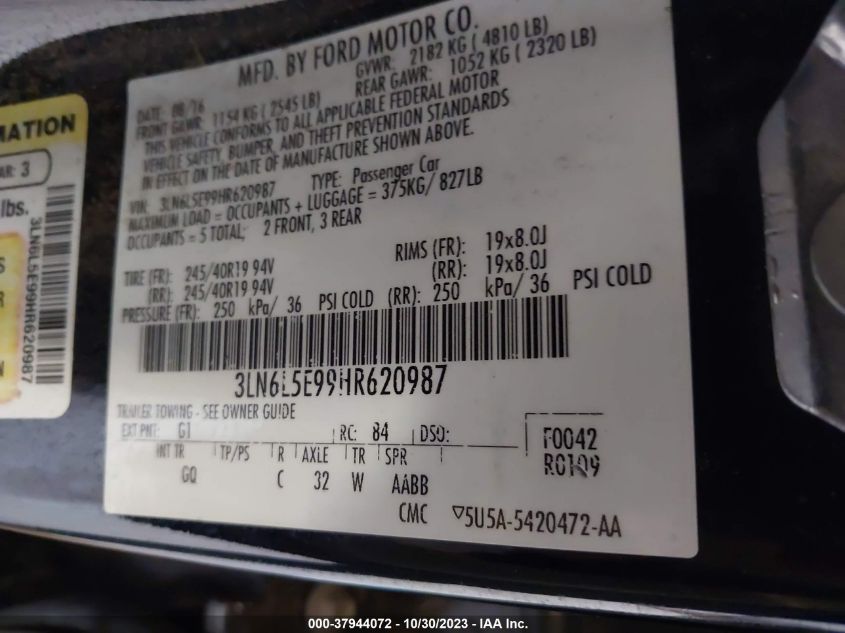 MFD. BY FORD MOTOR CO.
DATE: 08/16 GVWR: 2182 KG ( 4810 LB)
FRONT GAWR: 1154 KG ( 2545 LB) REAR GAWR: 1052 KG ( 2320 LB)
THIS VEHICLE CONFORMS TO ALL APPLICABLE FEDERAL MOTOR
VEHICLE SAFETY, BUMPER, AND THEFT PREVENTION STANDARDS
IN EFFECT ON THE DATE OF MANUFACTURE SHOWN ABOVE.
VIN: 3LN6L5E99HR620987 TYPE: Passenger Car
MAXIMUM LOAD = OCCUPANTS + LUGGAGE = 375KG/ 827LB
OCCUPANTS = 5 TOTAL; 2 FRONT, 3 REAR
TIRE (FR): 245/40R19 94V RIMS (FR): 19x8.0J
(RR): 245/40R19 94V (RR): 19x8.0J
PRESSURE (FR): 250 kPa/ 36 PSI COLD (RR): 250 kPa/ 36 PSI COLD
3LN6L5E99HR620987
TRAILER TOWING - SEE OWNER GUIDE
EXT PNT: G1 RC: 84 DSO: F0042
INT TR TP/PS R AXLE TR SPR R0109
GQ C 32 W AABB
CMC ▽5U5A-5420472-AA
MATION
AR: 3
lbs.
3LN6L5E99HR620987
S
R
N
000-37944072 - 10/30/2023 - IAA Inc.